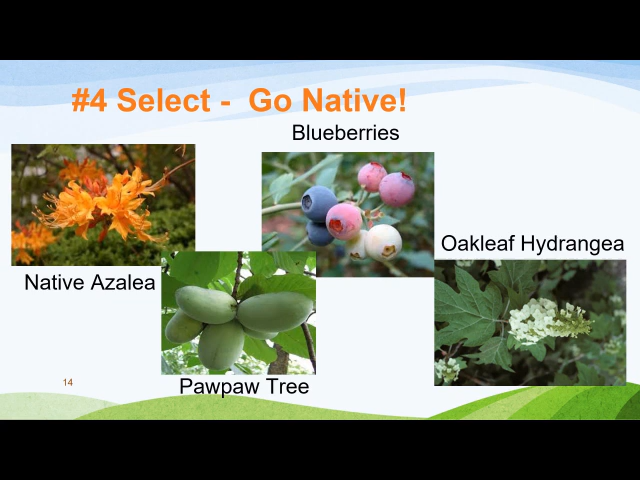 #4 Select - Go Native!
Blueberries
Oakleaf Hydrangea
Native Azalea
14
Pawpaw Tree